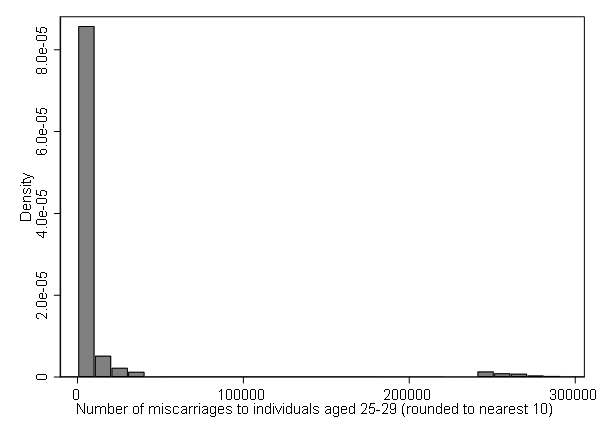 8.0e-05
6.0e-05
4.0e-05
2.0e-05
0
Density
0 100000 200000 300000
Number of miscarriages to individuals aged 25-29 (rounded to nearest 10)